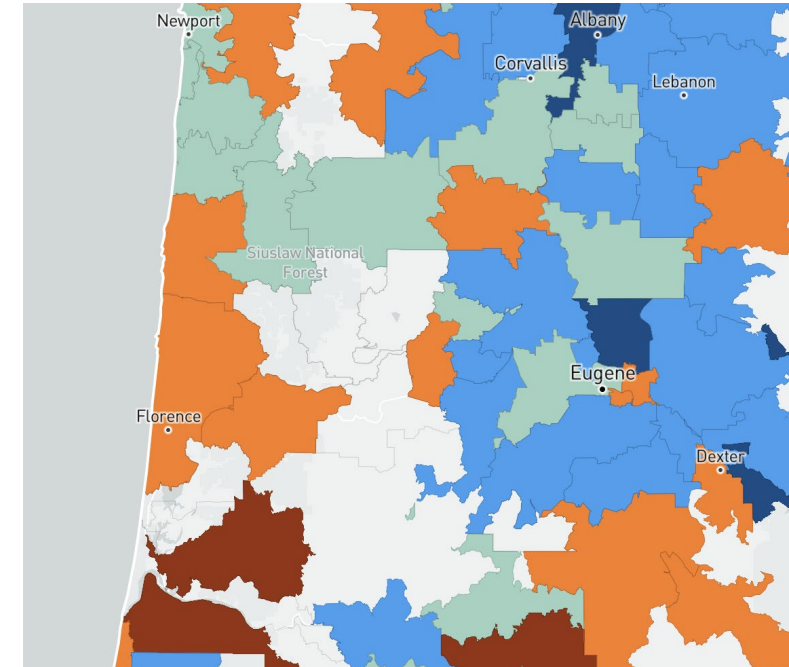 Newport
Albany
Corvallis
Lebanon
Siuslaw National
Forest
Eugene
Florence
Dexter